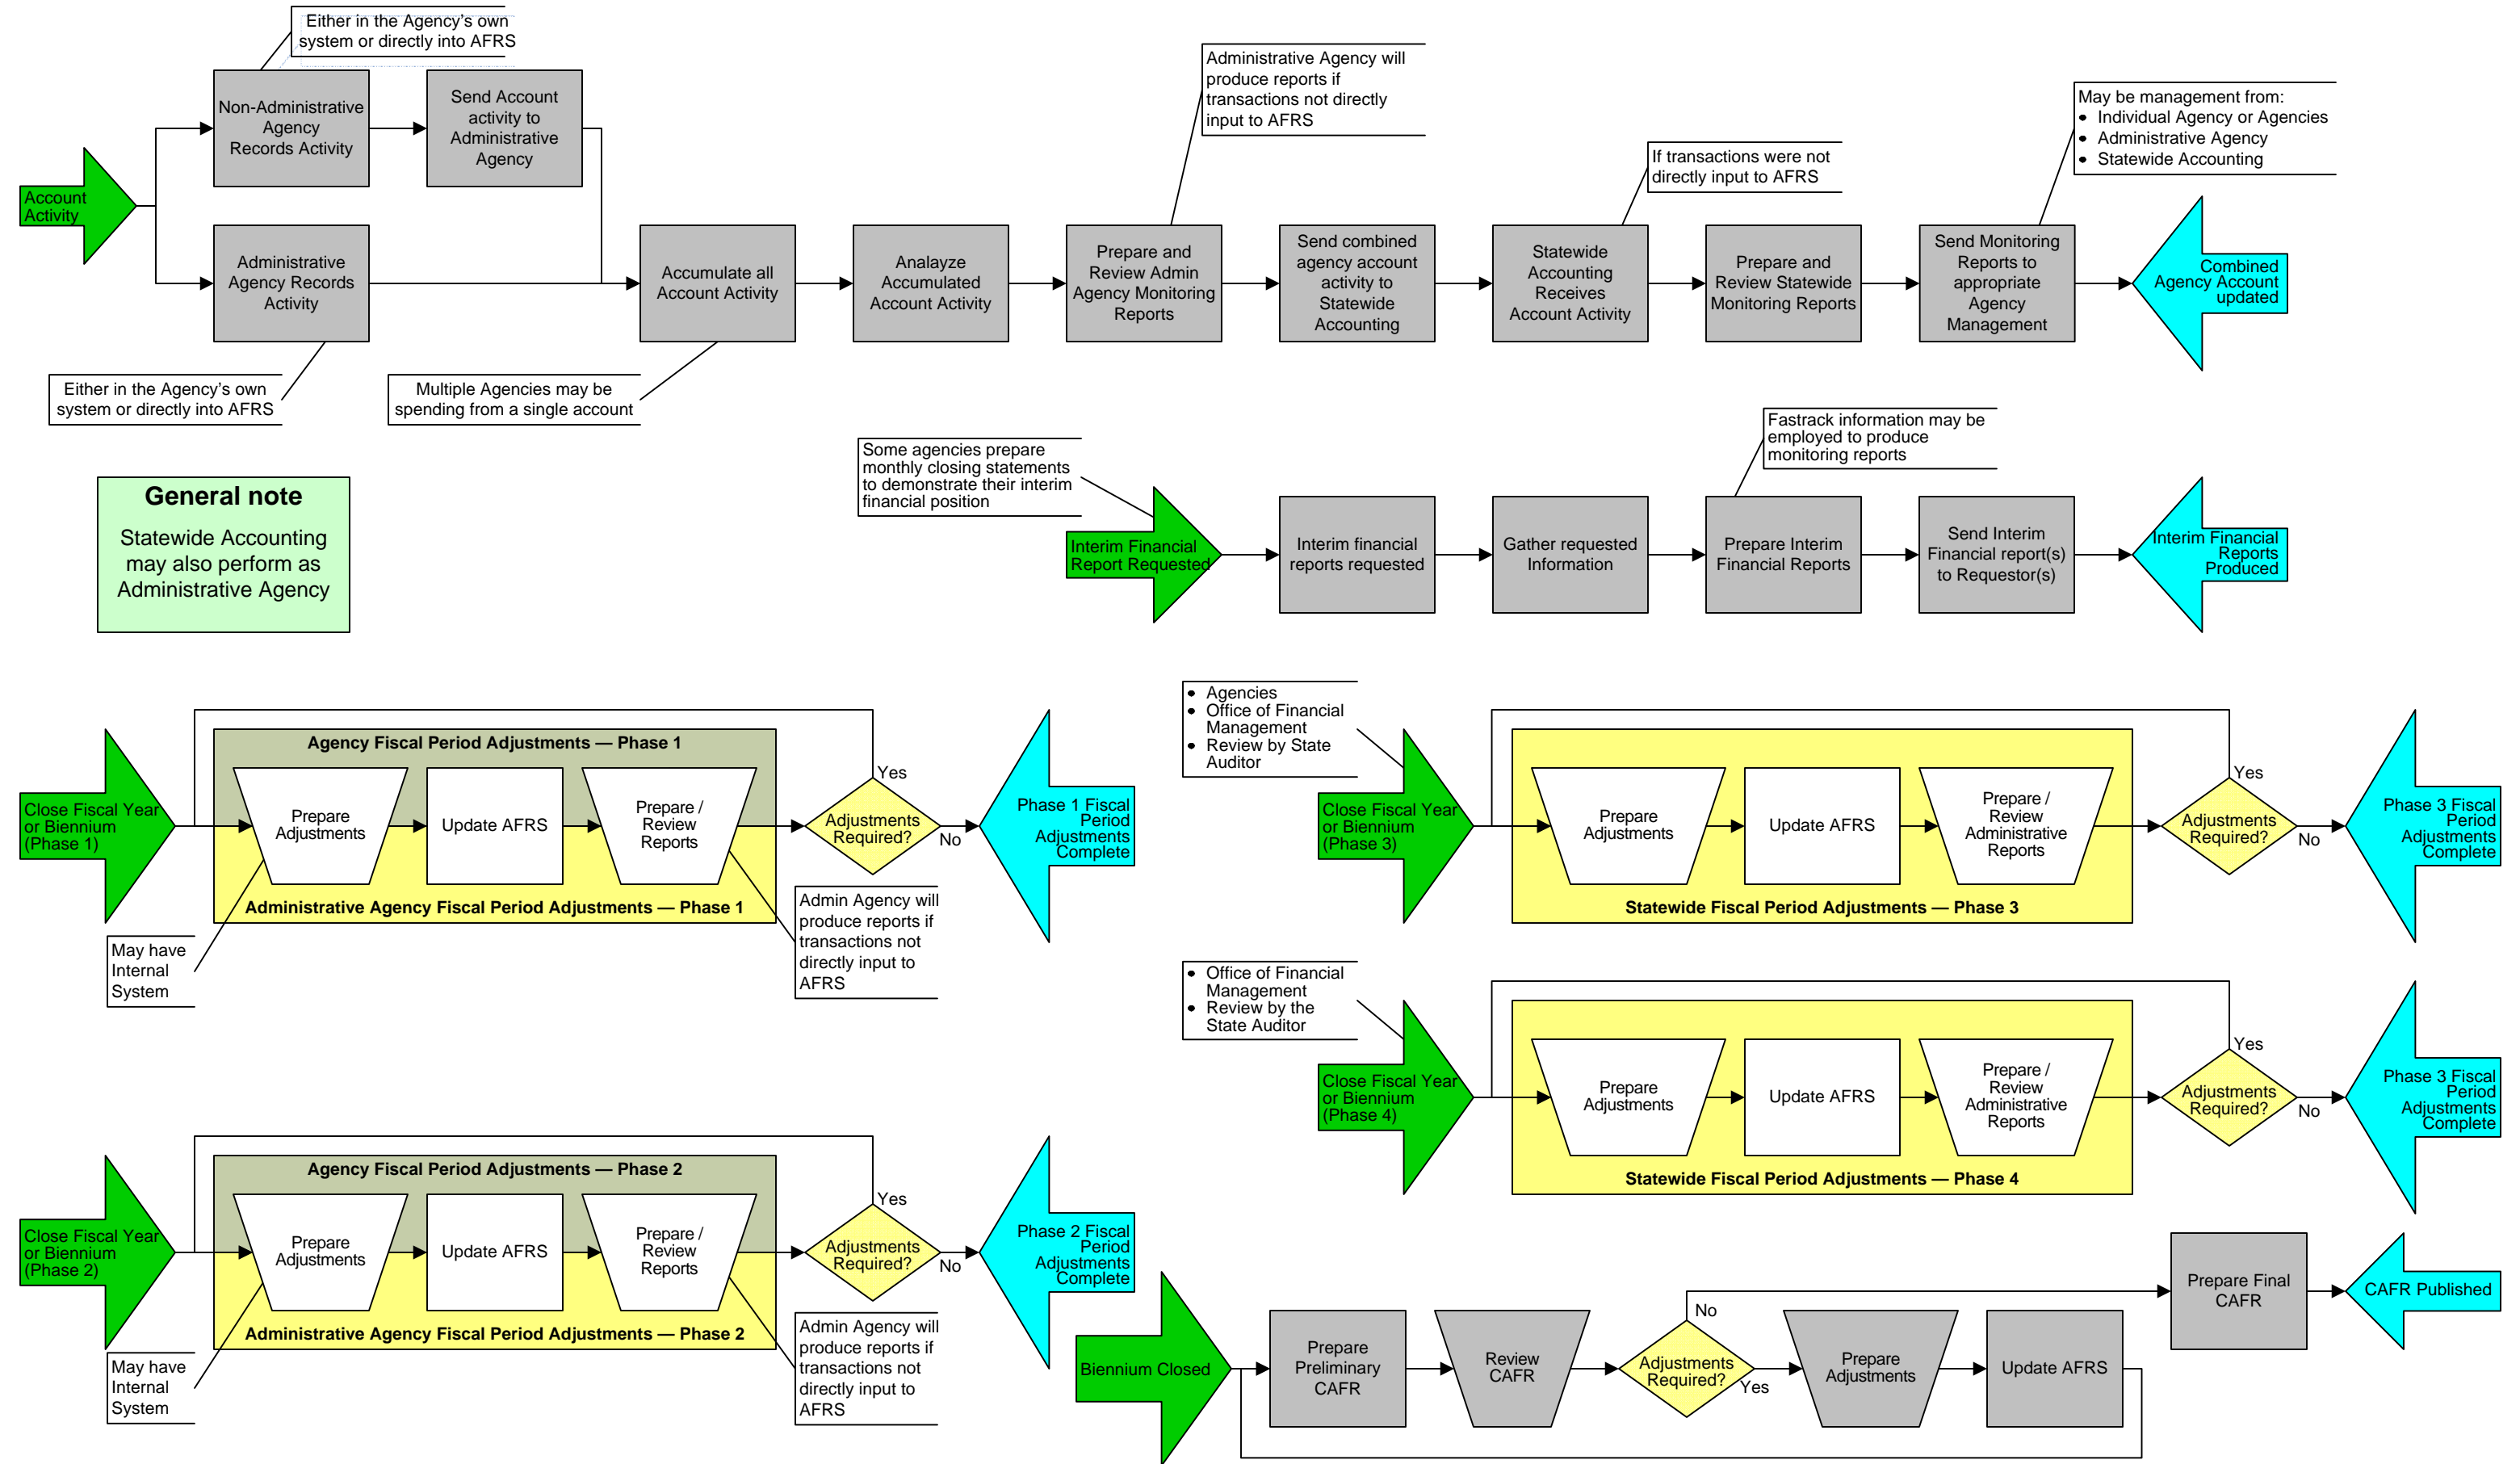 Either in the Agency’s own
system or directly into AFRS
Non-Administrative
Agency
Records Activity
Send Account
activity to
Administrative
Agency
Account
Activity
Administrative
Agency Records
Activity
Either in the Agency’s own
system or directly into AFRS
Accumulate all
Account Activity
Multiple Agencies may be
spending from a single account
Analayze
Accumulated
Account Activity
Administrative Agency will
produce reports if
transactions not directly
input to AFRS
Prepare and
Review Admin
Agency Monitoring
Reports
Send combined
agency account
activity to
Statewide
Accounting
If transactions were not
directly input to AFRS
Statewide
Accounting
Receives
Account Activity
Prepare and
Review Statewide
Monitoring Reports
May be management from:
• Individual Agency or Agencies
• Administrative Agency
• Statewide Accounting
Send Monitoring
Reports to
appropriate
Agency
Management
Combined
Agency Account
updated
General note
Statewide Accounting
may also perform as
Administrative Agency
Some agencies prepare
monthly closing statements
to demonstrate their interim
financial position
Interim Financial
Report Requested
Interim financial
reports requested
Gather requested
Information
Fastrack information may be
employed to produce
monitoring reports
Prepare Interim
Financial Reports
Send Interim
Financial report(s)
to Requestor(s)
Interim Financial
Reports
Produced
Close Fiscal Year
or Biennium
(Phase 1)
Agency Fiscal Period Adjustments — Phase 1
Prepare
Adjustments
Update AFRS
Prepare /
Review
Reports
Administrative Agency Fiscal Period Adjustments — Phase 1
May have
Internal
System
Admin Agency will
produce reports if
transactions not
directly input to
AFRS
Yes
Adjustments
Required?
No
Phase 1 Fiscal
Period
Adjustments
Complete
• Agencies
• Office of Financial
Management
• Review by State
Auditor
Close Fiscal Year
or Biennium
(Phase 3)
Prepare
Adjustments
Update AFRS
Prepare /
Review
Administrative
Reports
Statewide Fiscal Period Adjustments — Phase 3
Yes
Adjustments
Required?
No
Phase 3 Fiscal
Period
Adjustments
Complete
• Office of Financial
Management
• Review by the
State Auditor
Close Fiscal Year
or Biennium
(Phase 4)
Prepare
Adjustments
Update AFRS
Prepare /
Review
Administrative
Reports
Statewide Fiscal Period Adjustments — Phase 4
Yes
Adjustments
Required?
No
Phase 3 Fiscal
Period
Adjustments
Complete
Close Fiscal Year
or Biennium
(Phase 2)
Agency Fiscal Period Adjustments — Phase 2
Prepare
Adjustments
Update AFRS
Prepare /
Review
Reports
Administrative Agency Fiscal Period Adjustments — Phase 2
May have
Internal
System
Admin Agency will
produce reports if
transactions not
directly input to
AFRS
Yes
Adjustments
Required?
No
Phase 2 Fiscal
Period
Adjustments
Complete
Biennium Closed
Prepare
Preliminary
CAFR
Review
CAFR
No
Adjustments
Required?
Yes
Prepare
Adjustments
Update AFRS
Prepare Final
CAFR
CAFR Published